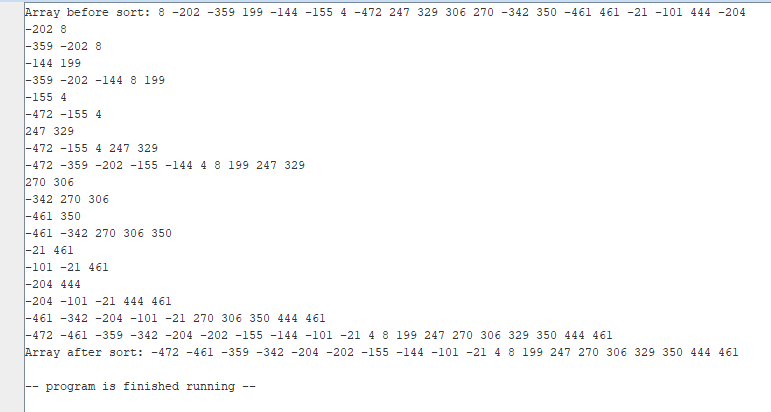 Array before sort: 8 -202 -359 199 -144 -155 4 -472 247 329 306 270 -342 350 -461 461 -21 -101 444 -204
-202 8
-359 -202 8
-144 199
-359 -202 -144 8 199
-155 4
-472 -155 4
247 329
-472 -155 4 247 329
-472 -359 -202 -155 -144 4 8 199 247 329
270 306
-342 270 306
-461 350
-461 -342 270 306 350
-21 461
-101 -21 461
-204 444
-204 -101 -21 444 461
-461 -342 -204 -101 -21 270 306 350 444 461
-472 -461 -359 -342 -204 -202 -155 -144 -101 -21 4 8 199 247 270 306 329 350 444 461
Array after sort: -472 -461 -359 -342 -204 -202 -155 -144 -101 -21 4 8 199 247 270 306 329 350 444 461
-- program is finished running --